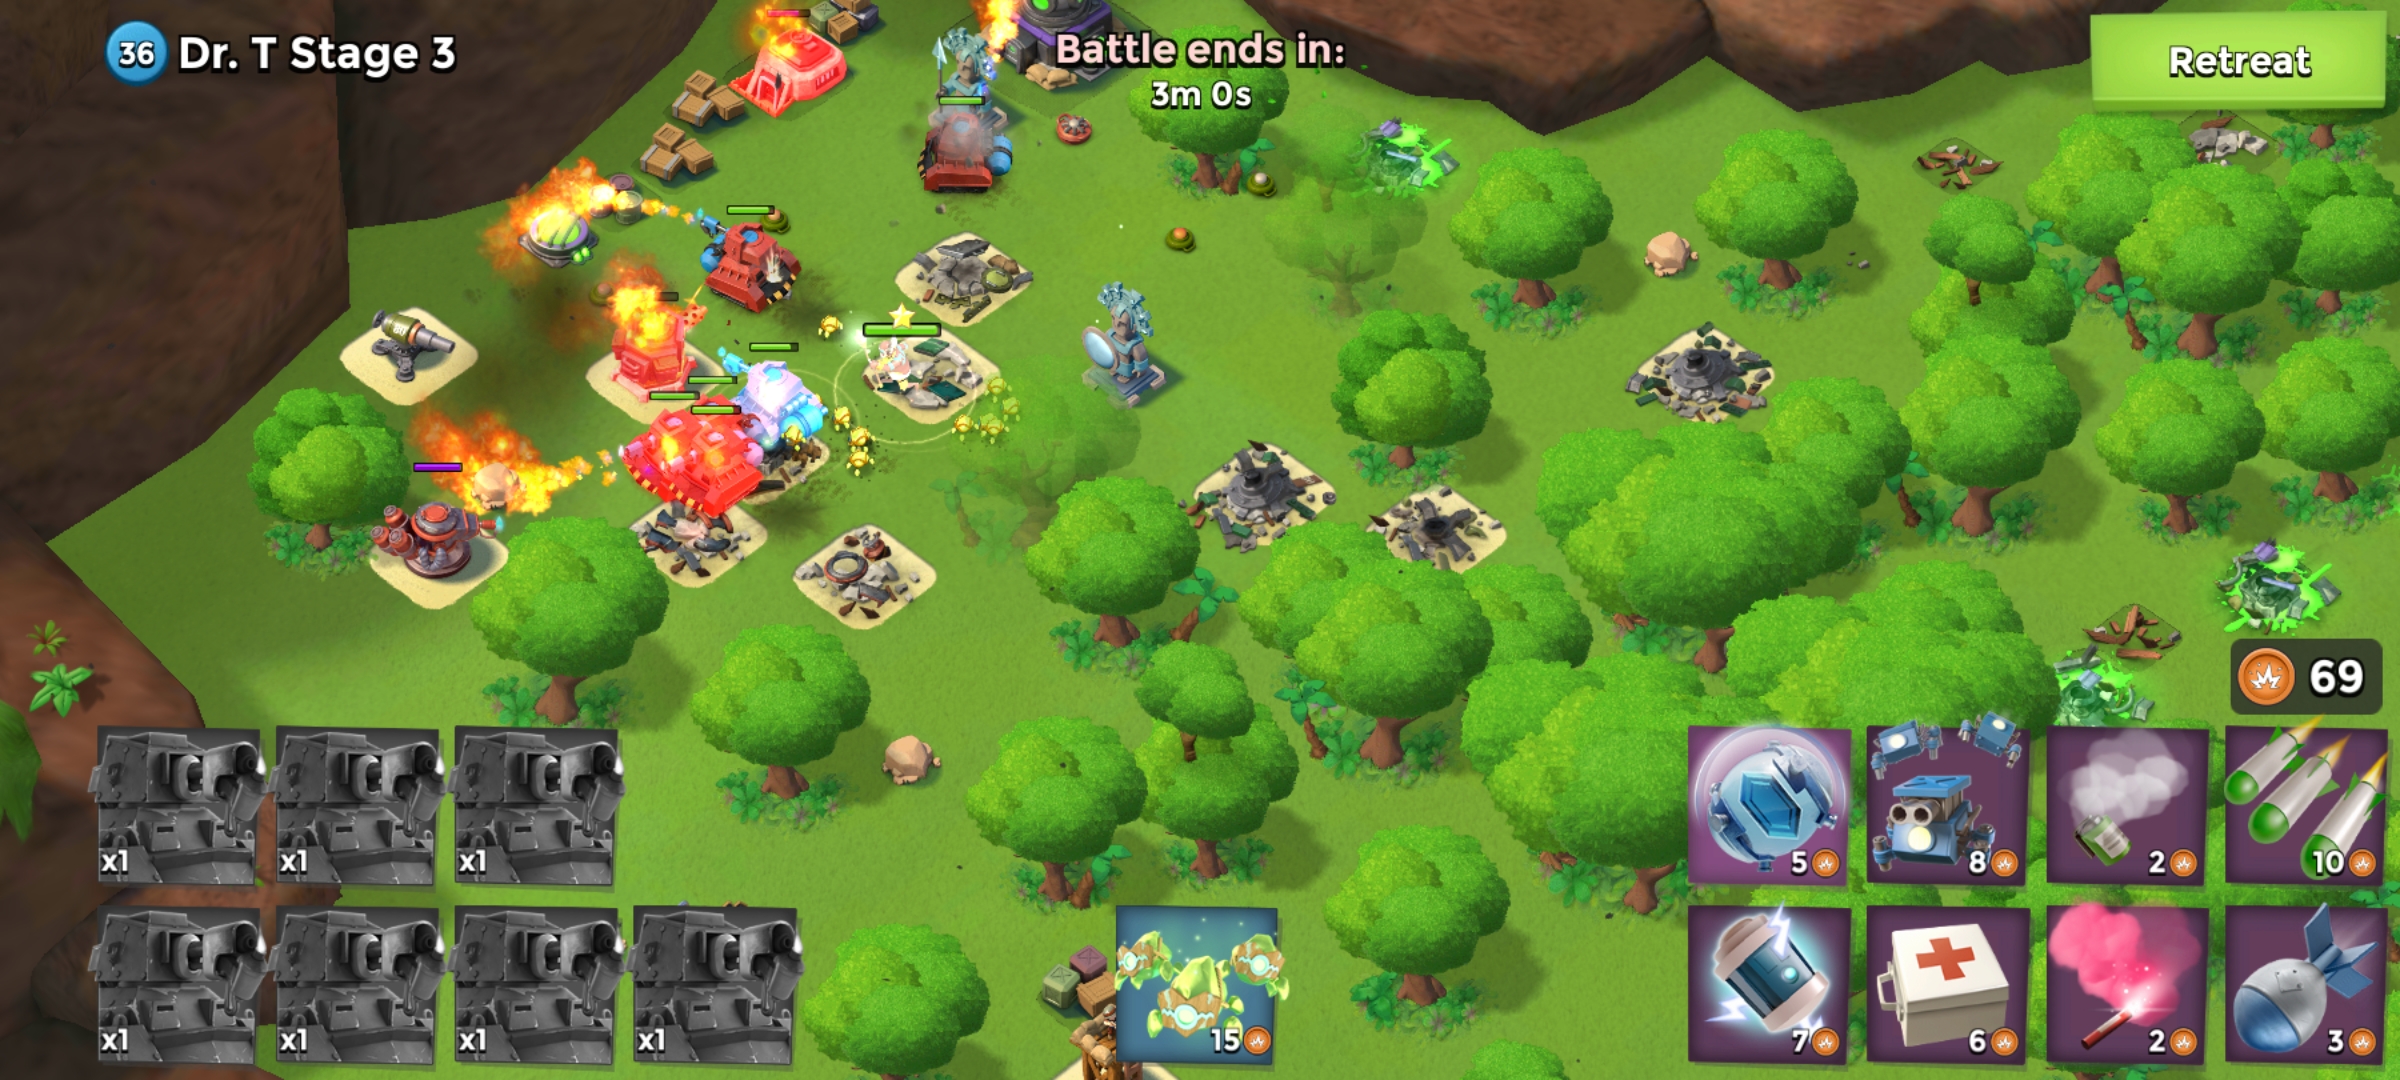 36 Dr. T Stage 3
Battle ends in:
3m 0s
Retreat
69
x1 x1 x1
5 8 2 10
x1 x1 x1 x1
15
7 6 2 3